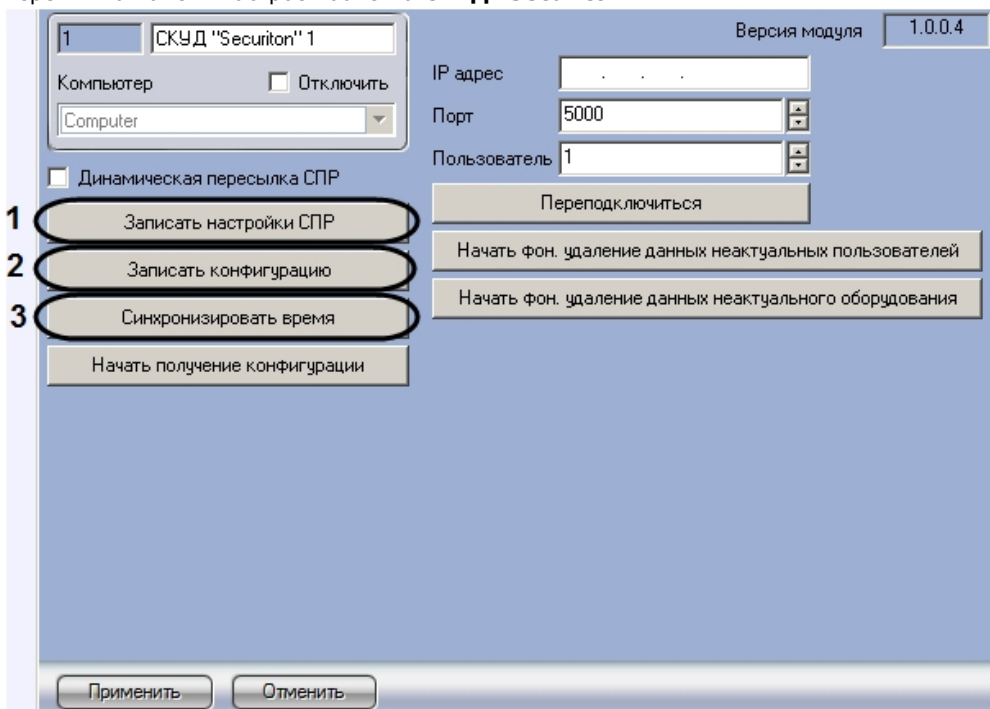 1 СКУД "Securiton" 1
Версия модуля 1.0.0.4
Компьютер Отключить
Computer
IP адрес . . .
Порт 5000
Пользователь 1
Динамическая пересылка СПР
Переподключиться
1 Записать настройки СПР
2 Записать конфигурацию
3 Синхронизировать время
Начать получение конфигурации
Начать фон. удаление данных неактуальных пользователей
Начать фон. удаление данных неактуального оборудования
Применить Отменить